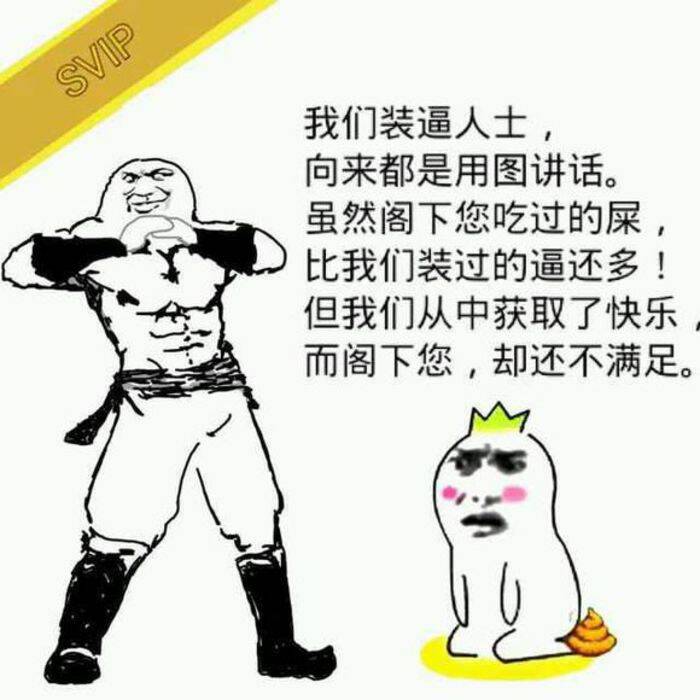 SVIP
我们装逼人士，
向来都是用图讲话。
虽然阁下您吃过的屎，
比我们装过的逼还多！
但我们从中获取了快乐，
而阁下您，却还不满足。